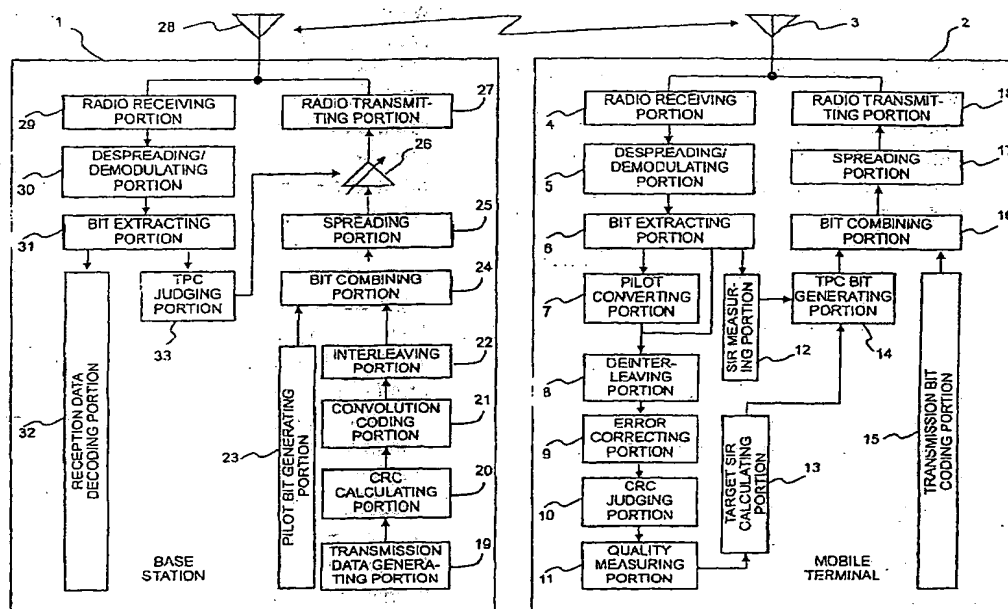 1
28
3
2
RADIO RECEIVING
PORTION
29
RADIO TRANSMIT-
TING PORTION
27
DESPREADING/
DEMODULATING
PORTION
30
26
BIT EXTRACTING
PORTION
31
SPREADING
PORTION
25
TPC
JUDGING
PORTION
33
BIT COMBINING
PORTION
24
INTERLEAVING
PORTION
22
CONVOLUTION
CODING
PORTION
21
CRC
CALCULATING
PORTION
20
TRANSMISSION
DATA GENERA-
TING PORTION
19
PILOT BIT GENERATING
PORTION
23
RECEPTION DATA
DECODING PORTION
32
BASE
STATION
RADIO RECEIVING
PORTION
4
RADIO TRANSMIT-
TING PORTION
18
DESPREADING/
DEMODULATING
PORTION
5
SPREADING
PORTION
17
BIT EXTRACTING
PORTION
6
BIT COMBINING
PORTION
16
PILOT
CONVERTING
PORTION
7
SIR MEASUR-
ING PORTION
12
TPC BIT
GENERATING
PORTION
14
DEINTER-
LEAVING
PORTION
8
ERROR
CORRECTING
PORTION
9
CRC
JUDGING
PORTION
10
QUALITY
MEASURING
PORTION
11
TARGET SIR
CALCULATING
PORTION
13
TRANSMISSION BIT
CODING PORTION
15
MOBILE
TERMINAL